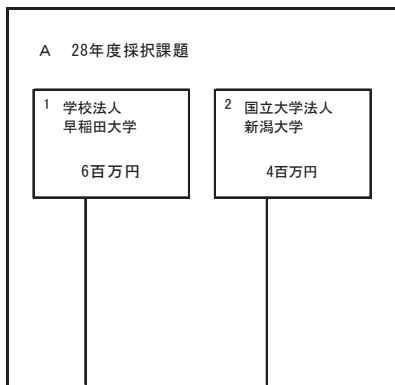 A 28年度採択課題
1 学校法人
早稲田大学
6百万円
2 国立大学法人
新潟大学
4百万円